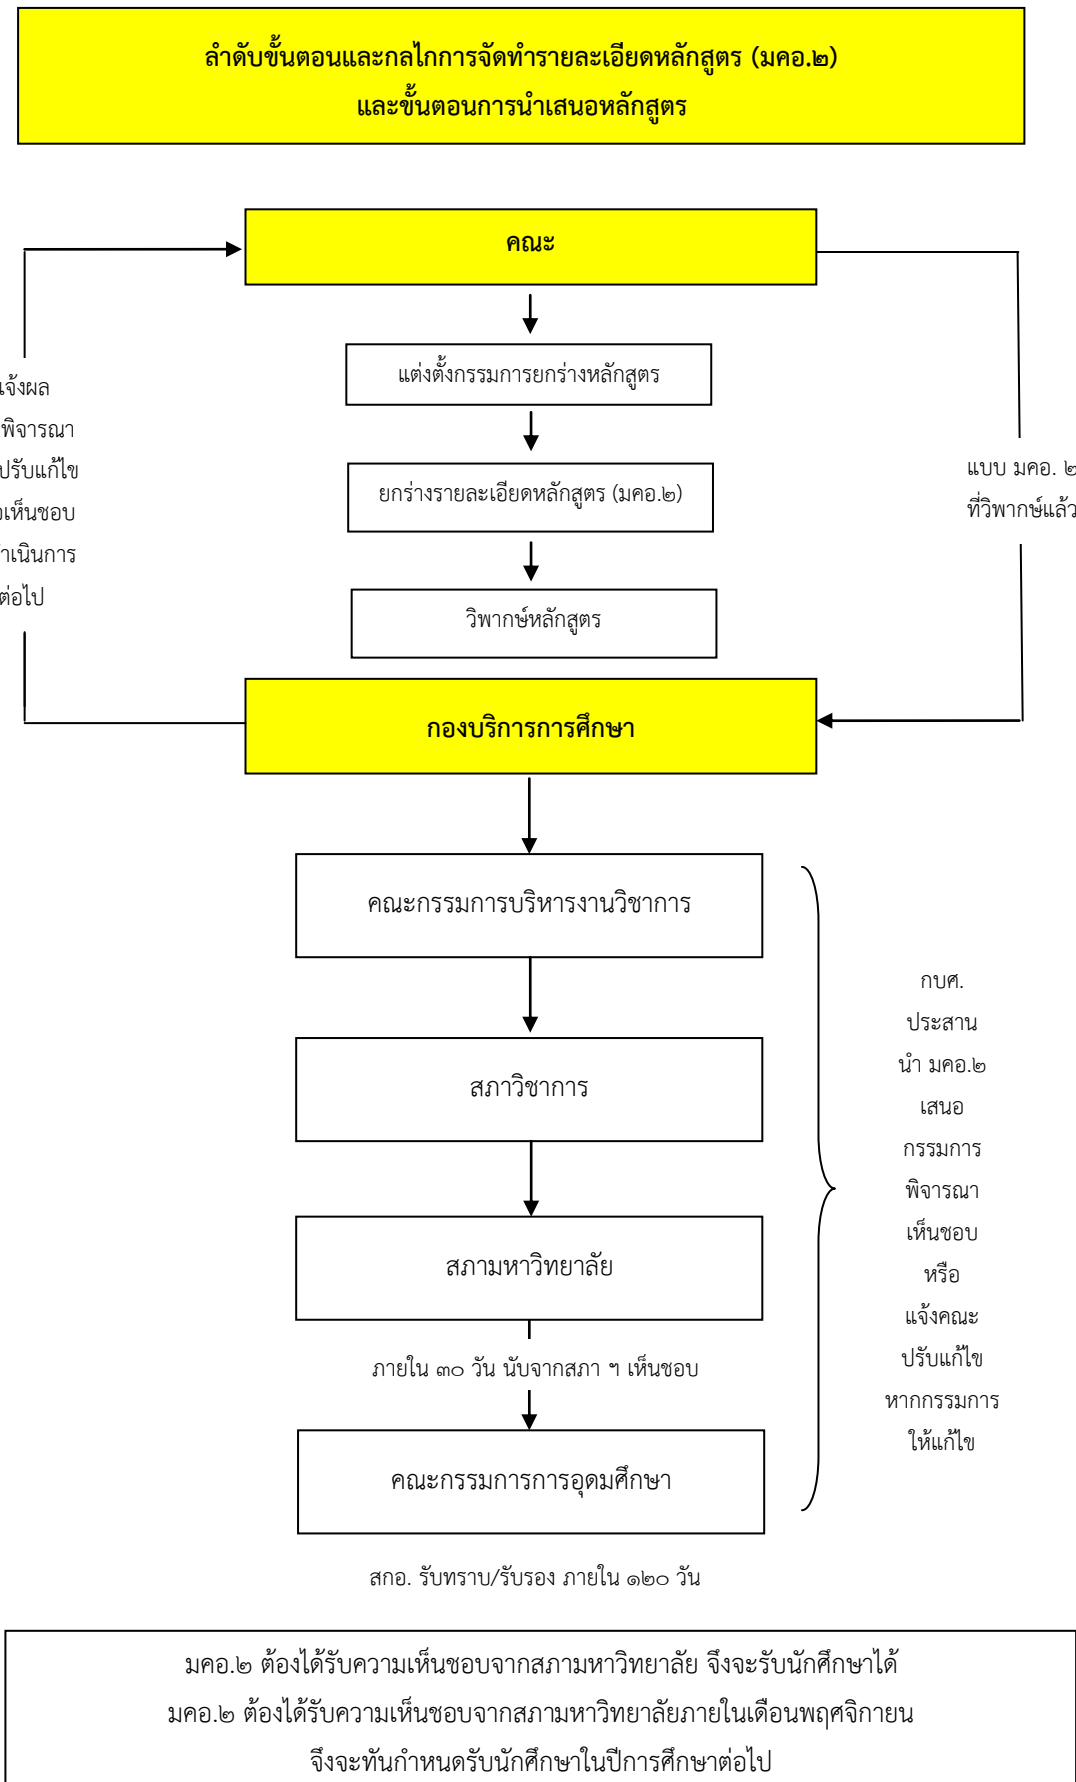 ลำดับขั้นตอนและกลไกการจัดทำรายละเอียดหลักสูตร (มคอ.๒)
และขั้นตอนการนำเสนอหลักสูตร
คณะ
แต่งตั้งกรรมการยกร่างหลักสูตร
ยกร่างรายละเอียดหลักสูตร (มคอ.๒)
วิพากษ์หลักสูตร
พิจารณา
ปรับแก้ไข
เห็นชอบ
ต่อไป
แบบ มคอ. ๒
ที่วิพากษ์แล้ว
กองบริการการศึกษา
คณะกรรมการบริหารงานวิชาการ
สภาวิชาการ
สภามหาวิทยาลัย
ภายใน ๓๐ วัน นับจากสภา ฯ เห็นชอบ
คณะกรรมการการอุดมศึกษา
สกอ. รับทราบ/รับรอง ภายใน ๑๒๐ วัน
กบศ.
ประสาน
นำ มคอ.๒
เสนอ
กรรมการ
พิจารณา
เห็นชอบ
หรือ
แจ้งคณะ
ปรับแก้ไข
หากกรรมการ
ให้แก้ไข
มคอ.๒ ต้องได้รับความเห็นชอบจากสภามหาวิทยาลัย จึงจะรับนักศึกษาได้
มคอ.๒ ต้องได้รับความเห็นชอบจากสภามหาวิทยาลัยภายในเดือนพฤศจิกายน
จึงจะทันกำหนดรับนักศึกษาในปีการศึกษาต่อไป